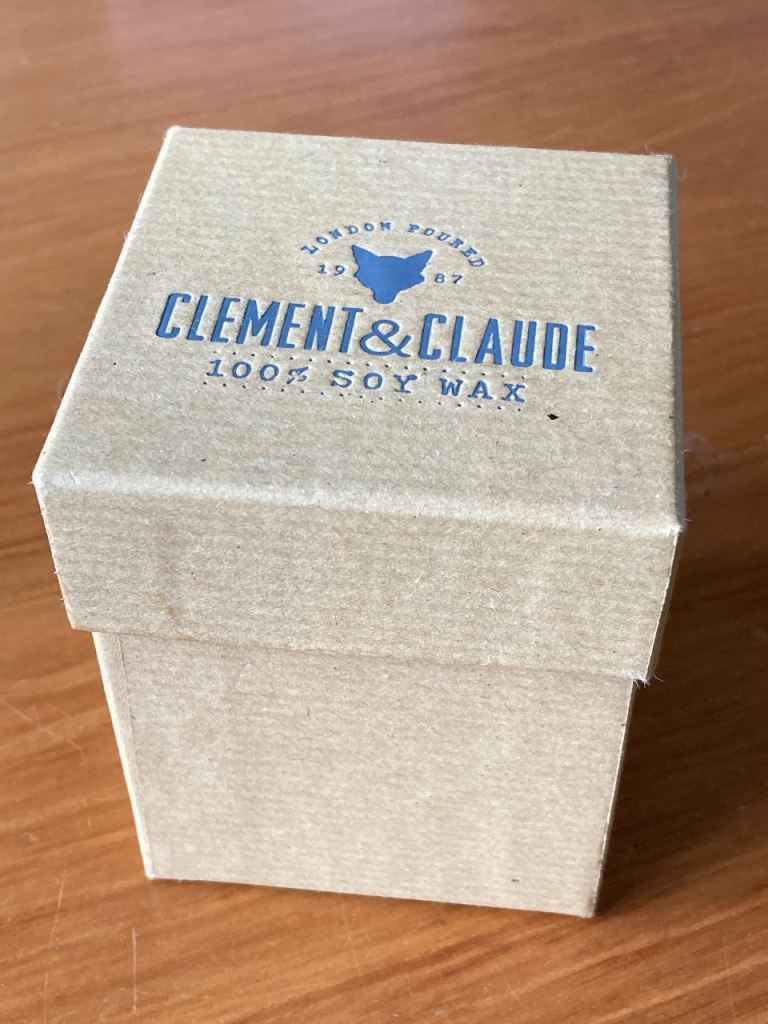 LONDON POURED
19 87
CLEMENT&CLAUDE
100% SOY WAX